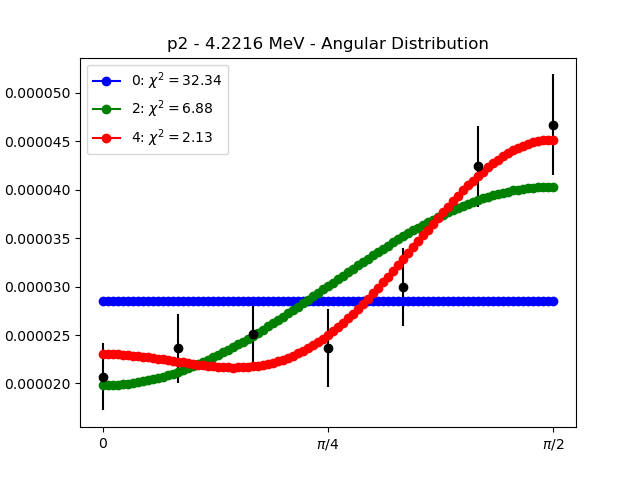 p2 - 4.2216 MeV - Angular Distribution
0: χ² = 32.34
2: χ² = 6.88
4: χ² = 2.13
0.000050
0.000045
0.000040
0.000035
0.000030
0.000025
0.000020
0
π/4
π/2